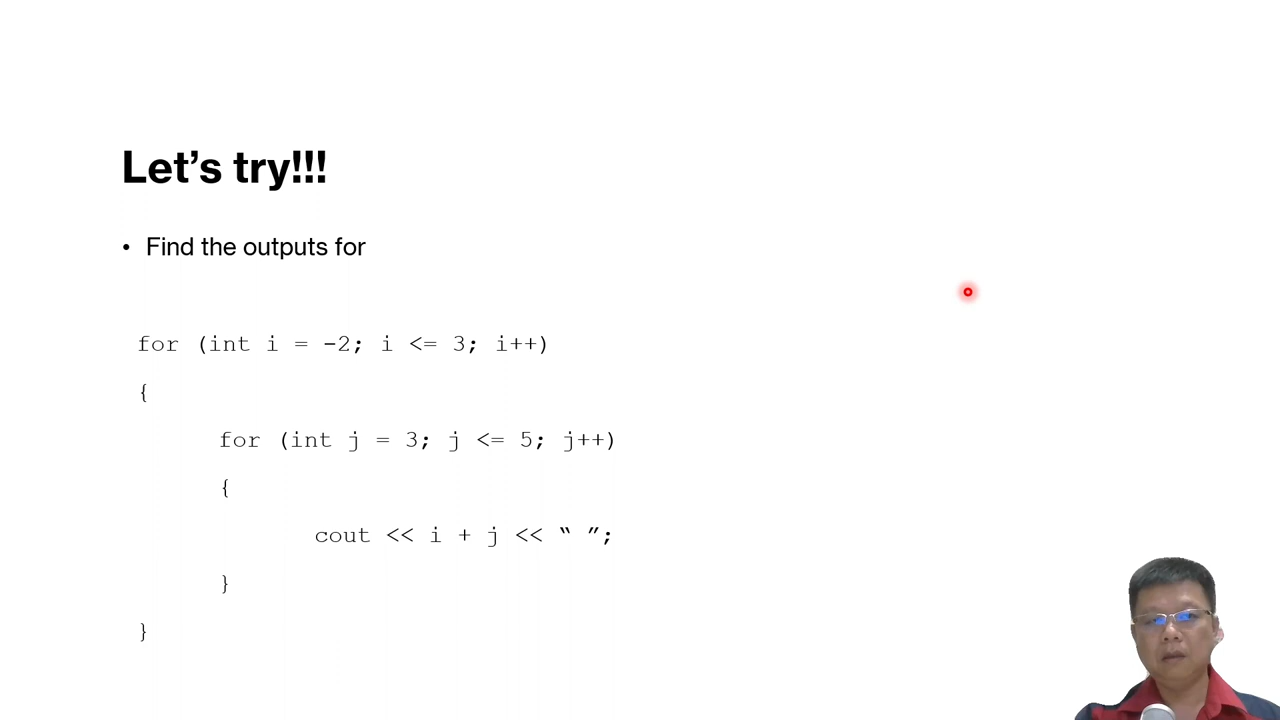 Let’s try!!!
• Find the outputs for
for (int i = -2; i <= 3; i++)
{
for (int j = 3; j <= 5; j++)
{
cout << i + j << “ ”;
}
}